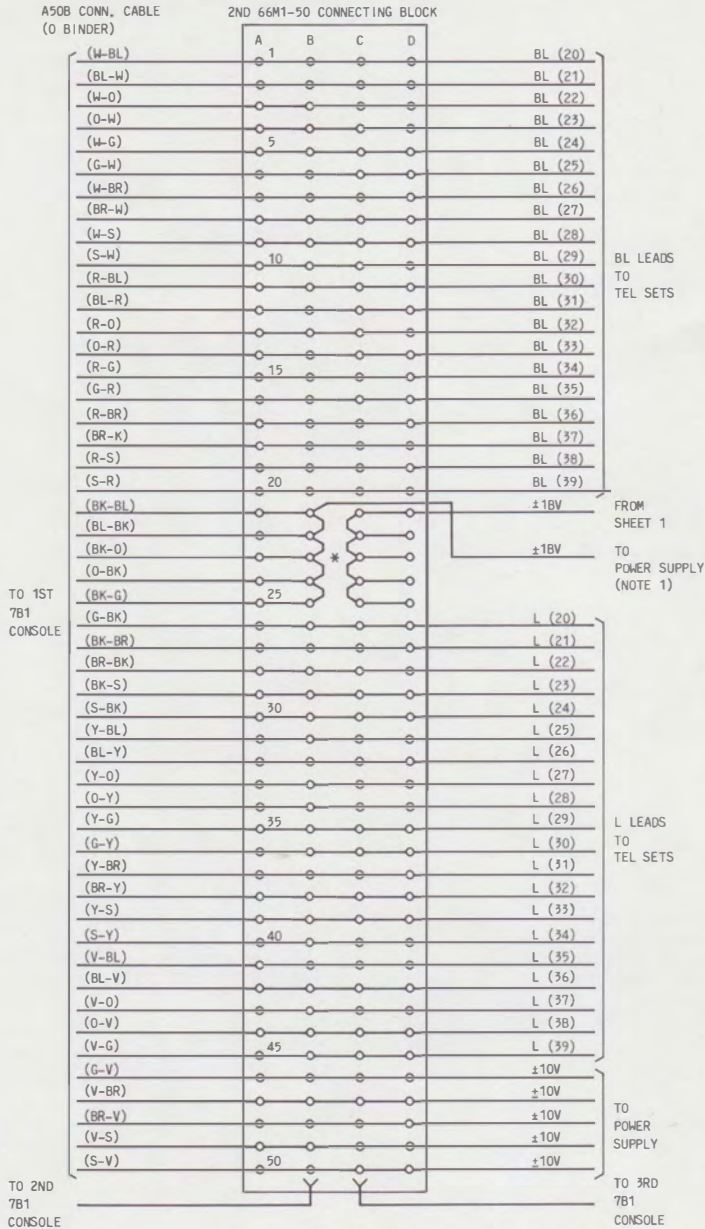 A50B CONN. CABLE
(O BINDER)
2ND 66M1-50 CONNECTING BLOCK
A B C D
(W-BL) 1 BL (20)
(BL-W) BL (21)
(W-O) BL (22)
(O-W) BL (23)
(W-G) 5 BL (24)
(G-W) BL (25)
(W-BR) BL (26)
(BR-W) BL (27)
(W-S) BL (28)
(S-W) 10 BL (29)
(R-BL) BL (30)
(BL-R) BL (31)
(R-O) BL (32)
(O-R) BL (33)
(R-G) 15 BL (34)
(G-R) BL (35)
(R-BR) BL (36)
(BR-K) BL (37)
(R-S) BL (38)
(S-R) 20 BL (39)
BL LEADS
TO
TEL SETS
(BK-BL) ±1BV
FROM
SHEET 1
(BL-BK)
(BK-O) * ±1BV
TO
POWER SUPPLY
(NOTE 1)
(O-BK)
(BK-G) 25
TO 1ST
7B1
CONSOLE
(G-BK) L (20)
(BK-BR) L (21)
(BR-BK) L (22)
(BK-S) L (23)
(S-BK) 30 L (24)
(Y-BL) L (25)
(BL-Y) L (26)
(Y-O) L (27)
(O-Y) L (28)
(Y-G) 35 L (29)
(G-Y) L (30)
(Y-BR) L (31)
(BR-Y) L (32)
(Y-S) L (33)
(S-Y) 40 L (34)
(V-BL) L (35)
(BL-V) L (36)
(V-O) L (37)
(O-V) L (3B)
(V-G) 45 L (39)
L LEADS
TO
TEL SETS
(G-V) ±10V
(V-BR) ±10V
(BR-V) ±10V
(V-S) ±10V
(S-V) 50 ±10V
TO
POWER
SUPPLY
TO 2ND
7B1
CONSOLE
TO 3RD
7B1
CONSOLE